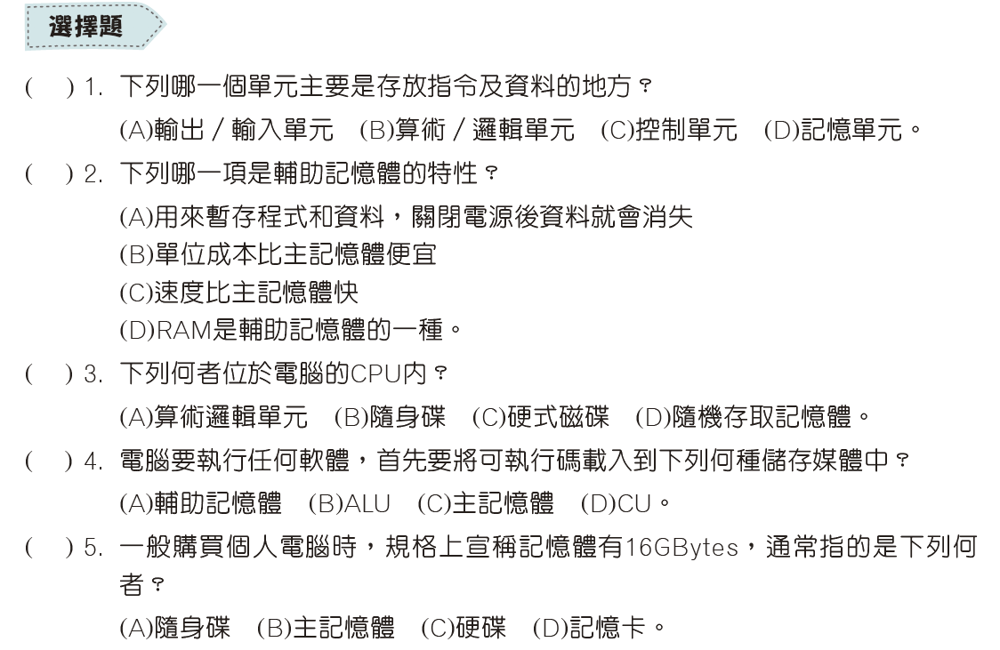 選擇題
(　) 1. 下列哪一個單元主要是存放指令及資料的地方？
(A)輸出／輸入單元　(B)算術／邏輯單元　(C)控制單元　(D)記憶單元。
(　) 2. 下列哪一項是輔助記憶體的特性？
(A)用來暫存程式和資料，關閉電源後資料就會消失
(B)單位成本比主記憶體便宜
(C)速度比主記憶體快
(D)RAM是輔助記憶體的一種。
(　) 3. 下列何者位於電腦的CPU內？
(A)算術邏輯單元　(B)隨身碟　(C)硬式磁碟　(D)隨機存取記憶體。
(　) 4. 電腦要執行任何軟體，首先要將可執行碼載入到下列何種儲存媒體中？
(A)輔助記憶體　(B)ALU　(C)主記憶體　(D)CU。
(　) 5. 一般購買個人電腦時，規格上宣稱記憶體有16GBytes，通常指的是下列何
者？
(A)隨身碟　(B)主記憶體　(C)硬碟　(D)記憶卡。